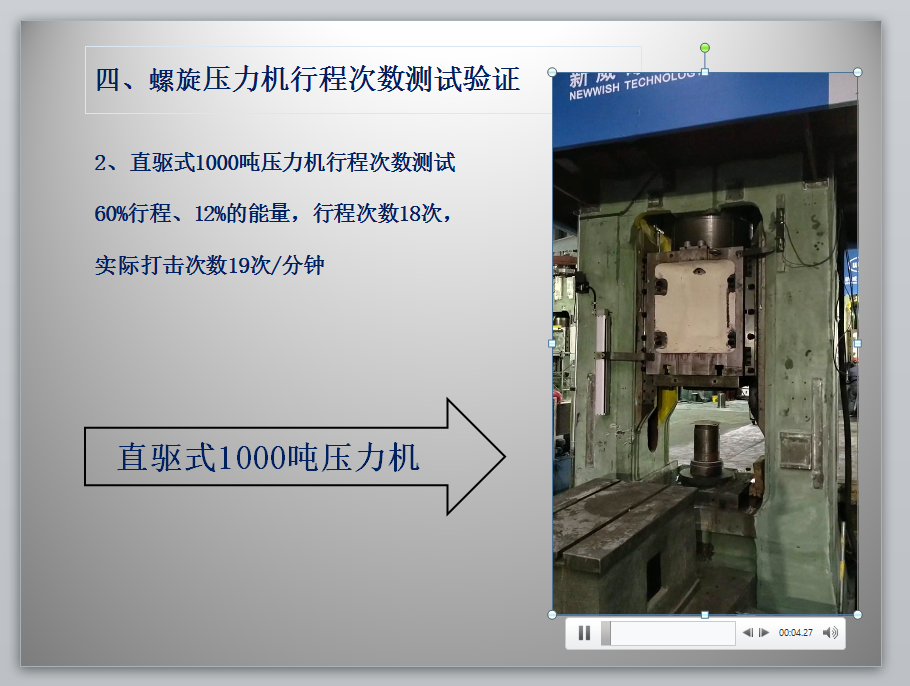 四、螺旋压力机行程次数测试验证
2、直驱式1000吨压力机行程次数测试
60%行程、12%的能量，行程次数18次，
实际打击次数19次/分钟
直驱式1000吨压力机
新威
NEWWISH TECHNOLOGY
00:04.27